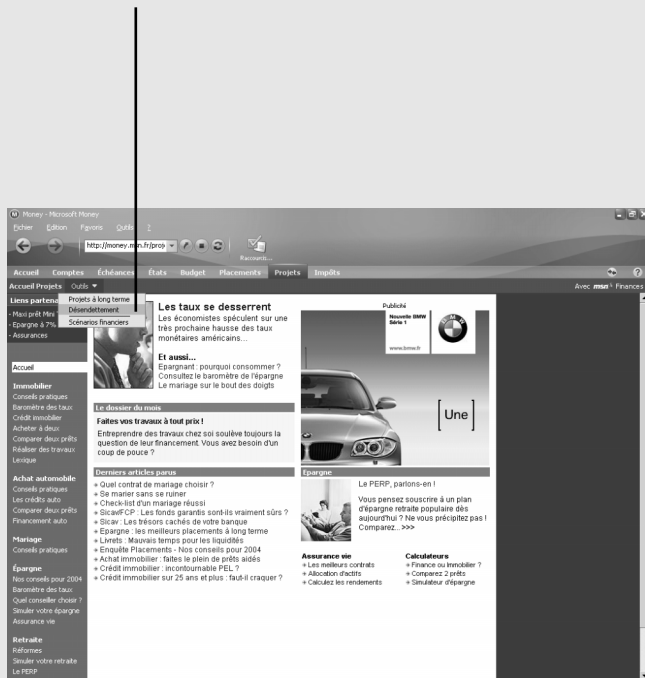 Money - Microsoft Money
Fichier Edition Favoris Outils ?
http://money.msn.fr/proje
Raccourcis...
Accueil Comptes Échéances États Budget Placements Projets Impôts
Accueil Projets Outils
Avec msn Finances
Projets à long terme
Désendettement
Scénarios financiers
Liens partena
- Maxi prêt Mini
- Epargne à 7%
- Assurances
Accueil
Immobilier
Conseils pratiques
Baromètre des taux
Crédit immobilier
Acheter à deux
Comparer deux prêts
Réaliser des travaux
Lexique
Achat automobile
Conseils pratiques
Les crédits auto
Comparer deux prêts
Financement auto
Mariage
Conseils pratiques
Épargne
Nos conseils pour 2004
Baromètre des taux
Quel conseiller choisir ?
Simuler votre épargne
Assurance vie
Retraite
Réformes
Simuler votre retraite
Le PERP
Les taux se desserrent
Les économistes spéculent sur une
très prochaine hausse des taux
monétaires américains...
Et aussi...
Epargnant : pourquoi consommer ?
Consultez le baromètre de l'épargne
Le mariage sur le bout des doigts
Le dossier du mois
Faites vos travaux à tout prix !
Entreprendre des travaux chez soi soulève toujours la
question de leur financement. Vous avez besoin d'un
coup de pouce ?
Derniers articles parus
Quel contrat de mariage choisir ?
Se marier sans se ruiner
Check-list d'un mariage réussi
Sicav/FCP : Les fonds garantis sont-ils vraiment sûrs ?
Sicav : Les trésors cachés de votre banque
Epargne : les meilleurs placements à long terme
Livrets : Mauvais temps pour les liquidités
Enquête Placements - Nos conseils pour 2004
Achat immobilier : faites le plein de prêts aidés
Crédit immobilier : incontournable PEL ?
Crédit immobilier sur 25 ans et plus : faut-il craquer ?
Publicité
Nouvelle BMW
Série 1
www.bmw.fr
[Une]
Epargne
Le PERP, parlons-en !
Vous pensez souscrire à un plan
d'épargne retraite populaire dès
aujourd'hui ? Ne vous précipitez pas !
Comparez... >>>
Assurance vie
Les meilleurs contrats
Allocation d'actifs
Calculez les rendements
Calculateurs
Finance ou Immobilier ?
Comparez 2 prêts
Simulateur d'épargne